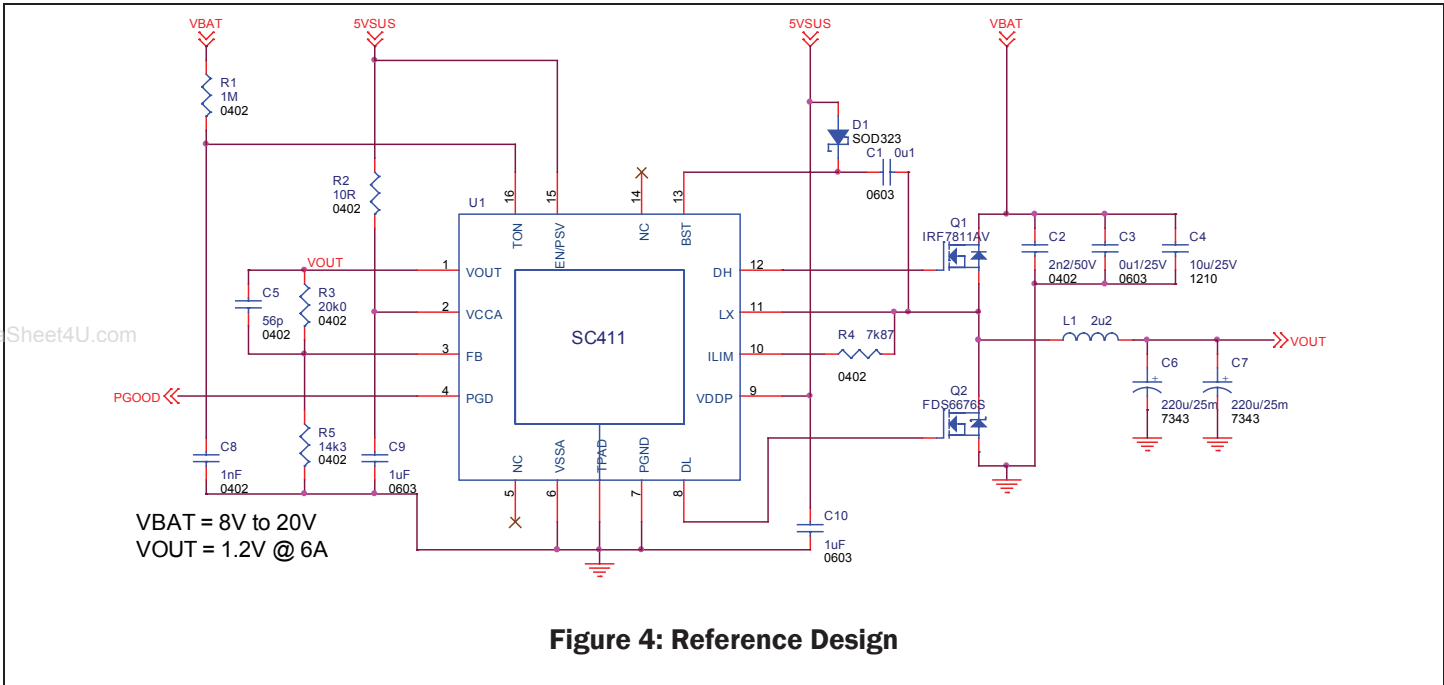 VBAT
5VSUS
5VSUS
VBAT
R1
1M
0402
D1
SOD323
C1 0u1
0603
R2
10R
0402
16
15
14
13
U1
TON
EN/PSV
NC
BST
Q1
IRF7811AV
C2
2n2/50V
0402
C3
0u1/25V
0603
C4
10u/25V
1210
VOUT
1
VOUT
DH
12
C5
56p
0402
R3
20k0
0402
2
VCCA
LX
11
SC411
aSheet4U.com
3
FB
ILIM
10
R4 7k87
0402
L1 2u2
VOUT
PGOOD
4
PGD
VDDP
9
Q2
FDS6676S
C6
220u/25m
7343
C7
220u/25m
7343
R5
14k3
0402
C8
1nF
0402
C9
1uF
0603
NC
VSSA
TPAD
PGND
DL
5
6
7
8
C10
1uF
0603
VBAT = 8V to 20V
VOUT = 1.2V @ 6A
Figure 4: Reference Design